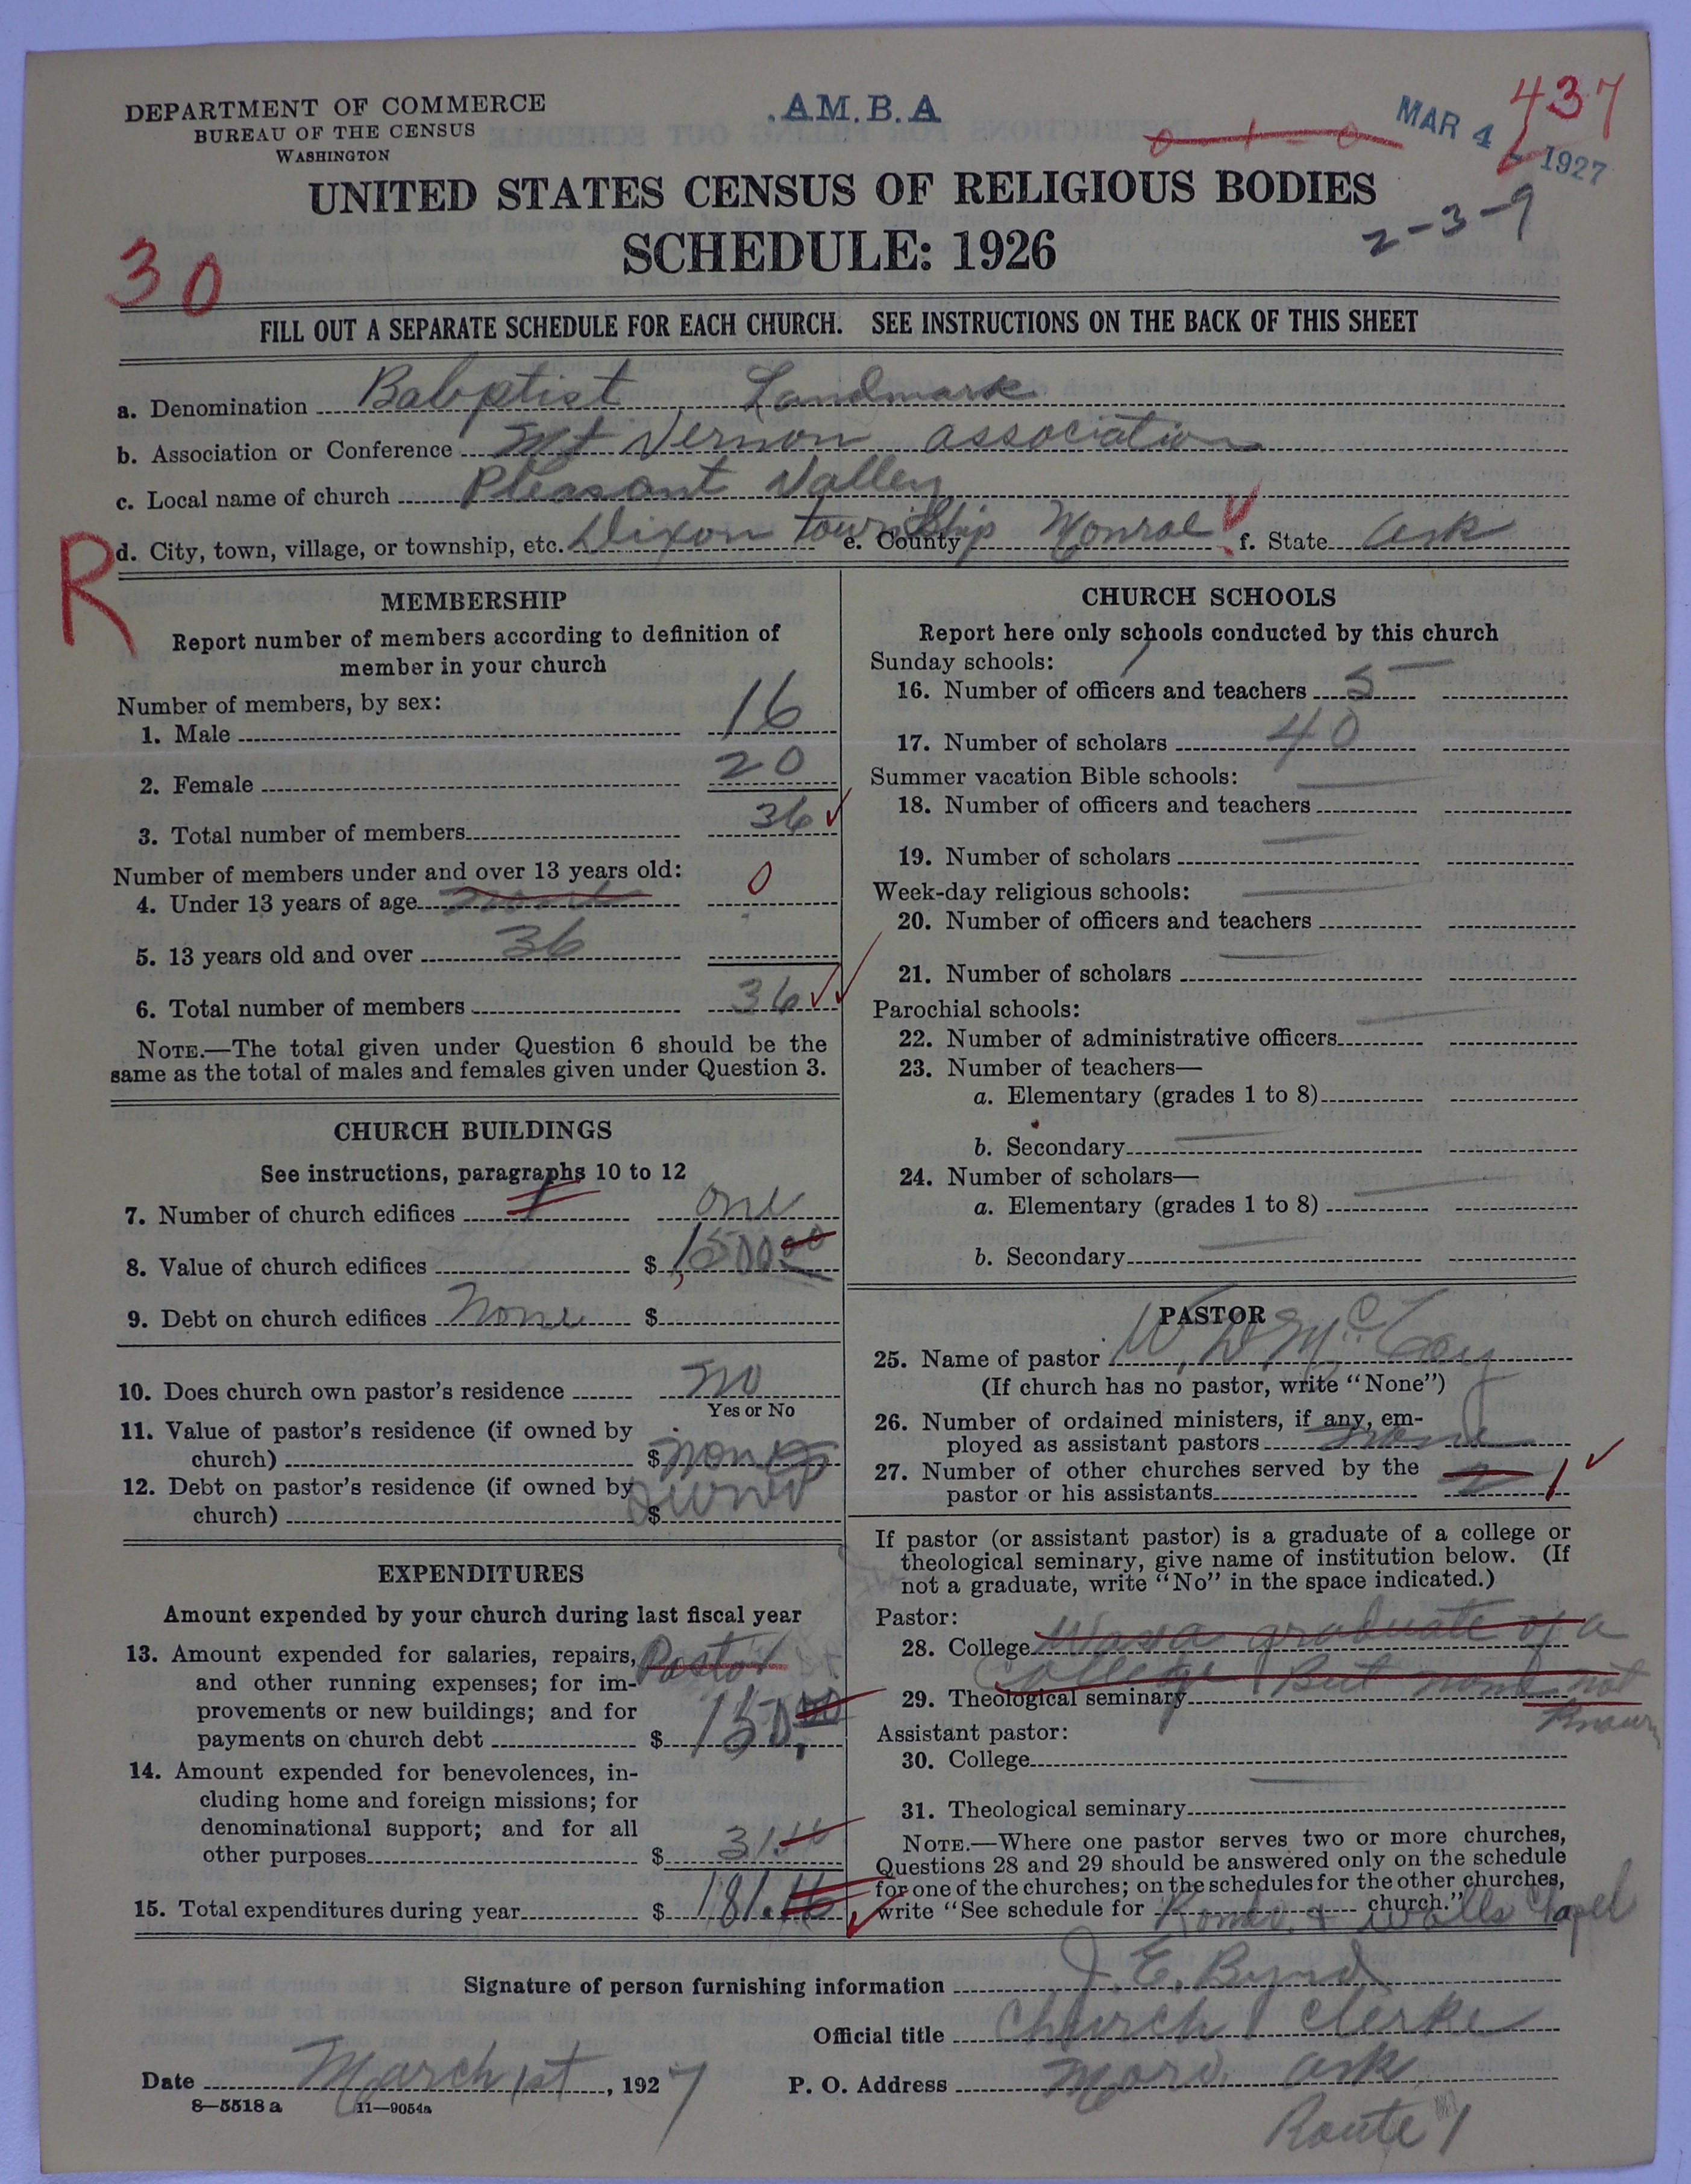 DEPARTMENT OF COMMERCE
BUREAU OF THE CENSUS
WASHINGTON
A.M.B.A
437
MAR 4 - 1927
0 - 1 - 0
2-3-9
UNITED STATES CENSUS OF RELIGIOUS BODIES
SCHEDULE: 1926
30
FILL OUT A SEPARATE SCHEDULE FOR EACH CHURCH. SEE INSTRUCTIONS ON THE BACK OF THIS SHEET
a. Denomination Babptist Landmark
b. Association or Conference Mt Vernon association
c. Local name of church Pleasant Valley
d. City, town, village, or township, etc. Dixon township e. County Monroe f. State Ark
R
MEMBERSHIP
Report number of members according to definition of
member in your church
Number of members, by sex:
1. Male 16
2. Female 20
3. Total number of members 36
Number of members under and over 13 years old:
4. Under 13 years of age none 0
5. 13 years old and over 36
6. Total number of members 36
NOTE.—The total given under Question 6 should be the
same as the total of males and females given under Question 3.
CHURCH BUILDINGS
See instructions, paragraphs 10 to 12
7. Number of church edifices 1 one
8. Value of church edifices $ 1500.00
9. Debt on church edifices None $
10. Does church own pastor's residence no
Yes or No
11. Value of pastor's residence (if owned by
church) $ none
12. Debt on pastor's residence (if owned by
church) $ owned
EXPENDITURES
Amount expended by your church during last fiscal year
13. Amount expended for salaries, repairs, Pastor
and other running expenses; for im-
provements or new buildings; and for
payments on church debt $ 150.00
14. Amount expended for benevolences, in-
cluding home and foreign missions; for
denominational support; and for all
other purposes $ 31.16
15. Total expenditures during year $ 181.16
CHURCH SCHOOLS
Report here only schools conducted by this church
Sunday schools: 1
16. Number of officers and teachers 5
17. Number of scholars 40
Summer vacation Bible schools:
18. Number of officers and teachers
19. Number of scholars
Week-day religious schools:
20. Number of officers and teachers
21. Number of scholars
Parochial schools:
22. Number of administrative officers
23. Number of teachers—
a. Elementary (grades 1 to 8)
b. Secondary
24. Number of scholars—
a. Elementary (grades 1 to 8)
b. Secondary
PASTOR
25. Name of pastor W. D. McCoy
(If church has no pastor, write "None")
26. Number of ordained ministers, if any, em-
ployed as assistant pastors none
27. Number of other churches served by the
pastor or his assistants 2 1
If pastor (or assistant pastor) is a graduate of a college or
theological seminary, give name of institution below. (If
not a graduate, write "No" in the space indicated.)
Pastor:
28. College Was a graduate of a
College But name not
29. Theological seminary
Known
Assistant pastor:
30. College
31. Theological seminary
NOTE.—Where one pastor serves two or more churches,
Questions 28 and 29 should be answered only on the schedule
for one of the churches; on the schedules for the other churches,
write "See schedule for church." & Walls Chapel
Signature of person furnishing information J. E. Byrd
Official title Church Clerke
Date March 1st, 1927 P. O. Address Moro, Ark
Route 1
8—5518 a 11—9054a